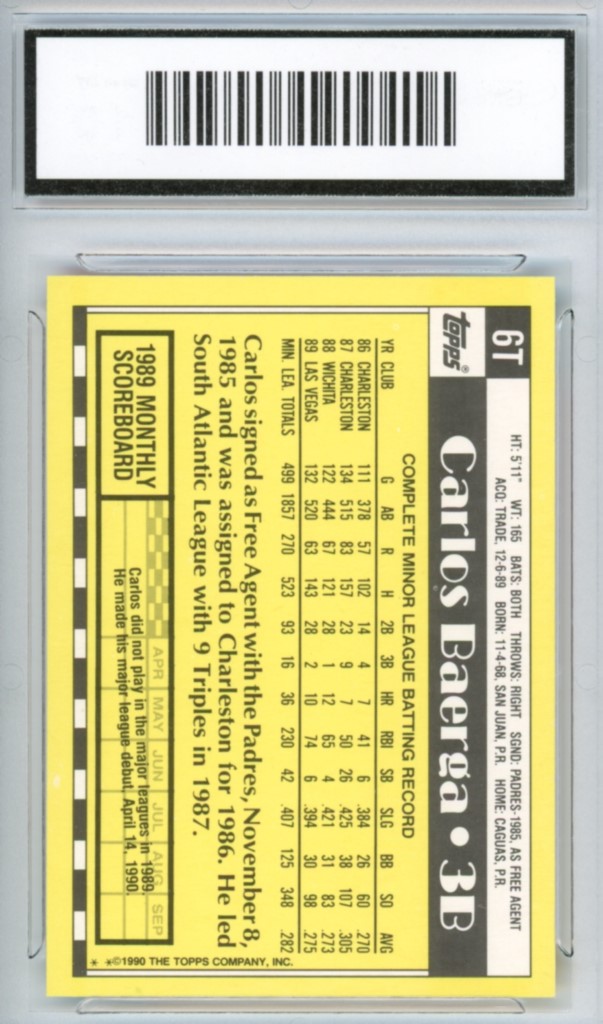 6T
HT: 5'11" WT: 165 BATS: BOTH THROWS: RIGHT SGND: PADRES-1985, AS FREE AGENT
ACQ: TRADE, 12-6-89 BORN: 11-4-68, SAN JUAN, P.R. HOME: CAGUAS, P.R.
topps®
Carlos Baerga • 3B
COMPLETE MINOR LEAGUE BATTING RECORD
YR CLUB G AB R H 2B 3B HR RBI SB SLG BB SO AVG
86 CHARLESTON 111 378 57 102 14 4 7 41 6 .384 26 60 .270
87 CHARLESTON 134 515 83 157 23 9 7 50 26 .425 38 107 .305
88 WICHITA 122 444 67 121 28 1 12 65 4 .421 31 83 .273
89 LAS VEGAS 132 520 63 143 28 2 10 74 6 .394 30 98 .275
MIN. LEA. TOTALS 499 1857 270 523 93 16 36 230 42 .407 125 348 .282
Carlos signed as Free Agent with the Padres, November 8,
1985 and was assigned to Charleston for 1986. He led
South Atlantic League with 9 Triples in 1987.
1989 MONTHLY
SCOREBOARD
APR MAY JUN JUL AUG SEP
Carlos did not play in the major leagues in 1989.
He made his major league debut, April 14, 1990.
* *©1990 THE TOPPS COMPANY, INC.